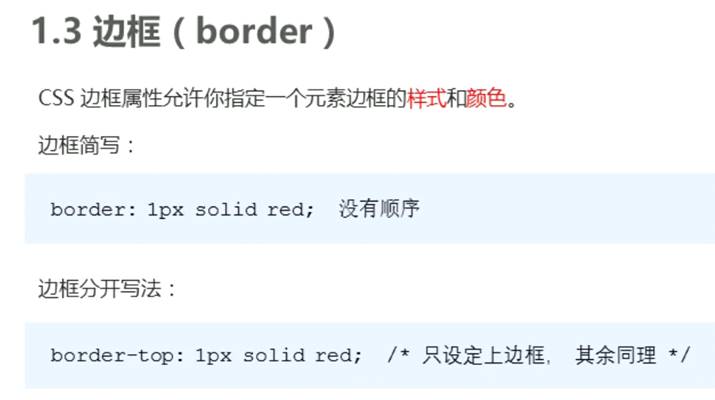 1.3 边框（border）
CSS 边框属性允许你指定一个元素边框的样式和颜色。
边框简写：
border: 1px solid red;  没有顺序
边框分开写法：
border-top: 1px solid red;  /* 只设定上边框， 其余同理 */